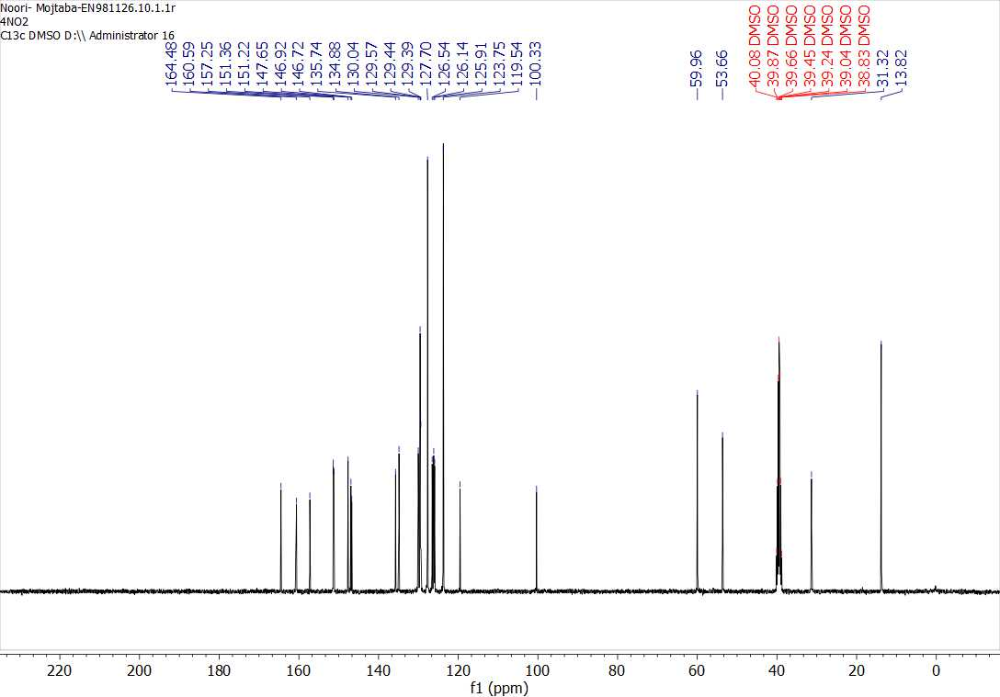 Noori- Mojtaba-EN981126.10.1.1r
4NO2
C13c DMSO D:\\ Administrator 16
164.48
160.59
157.25
151.36
151.22
147.65
146.92
146.72
135.74
134.88
130.04
129.57
129.44
129.39
127.70
126.54
126.14
125.91
123.75
119.54
100.33
59.96
53.66
40.08 DMSO
39.87 DMSO
39.66 DMSO
39.45 DMSO
39.24 DMSO
39.04 DMSO
38.83 DMSO
31.32
13.82
220 200 180 160 140 120 100 80 60 40 20 0
f1 (ppm)